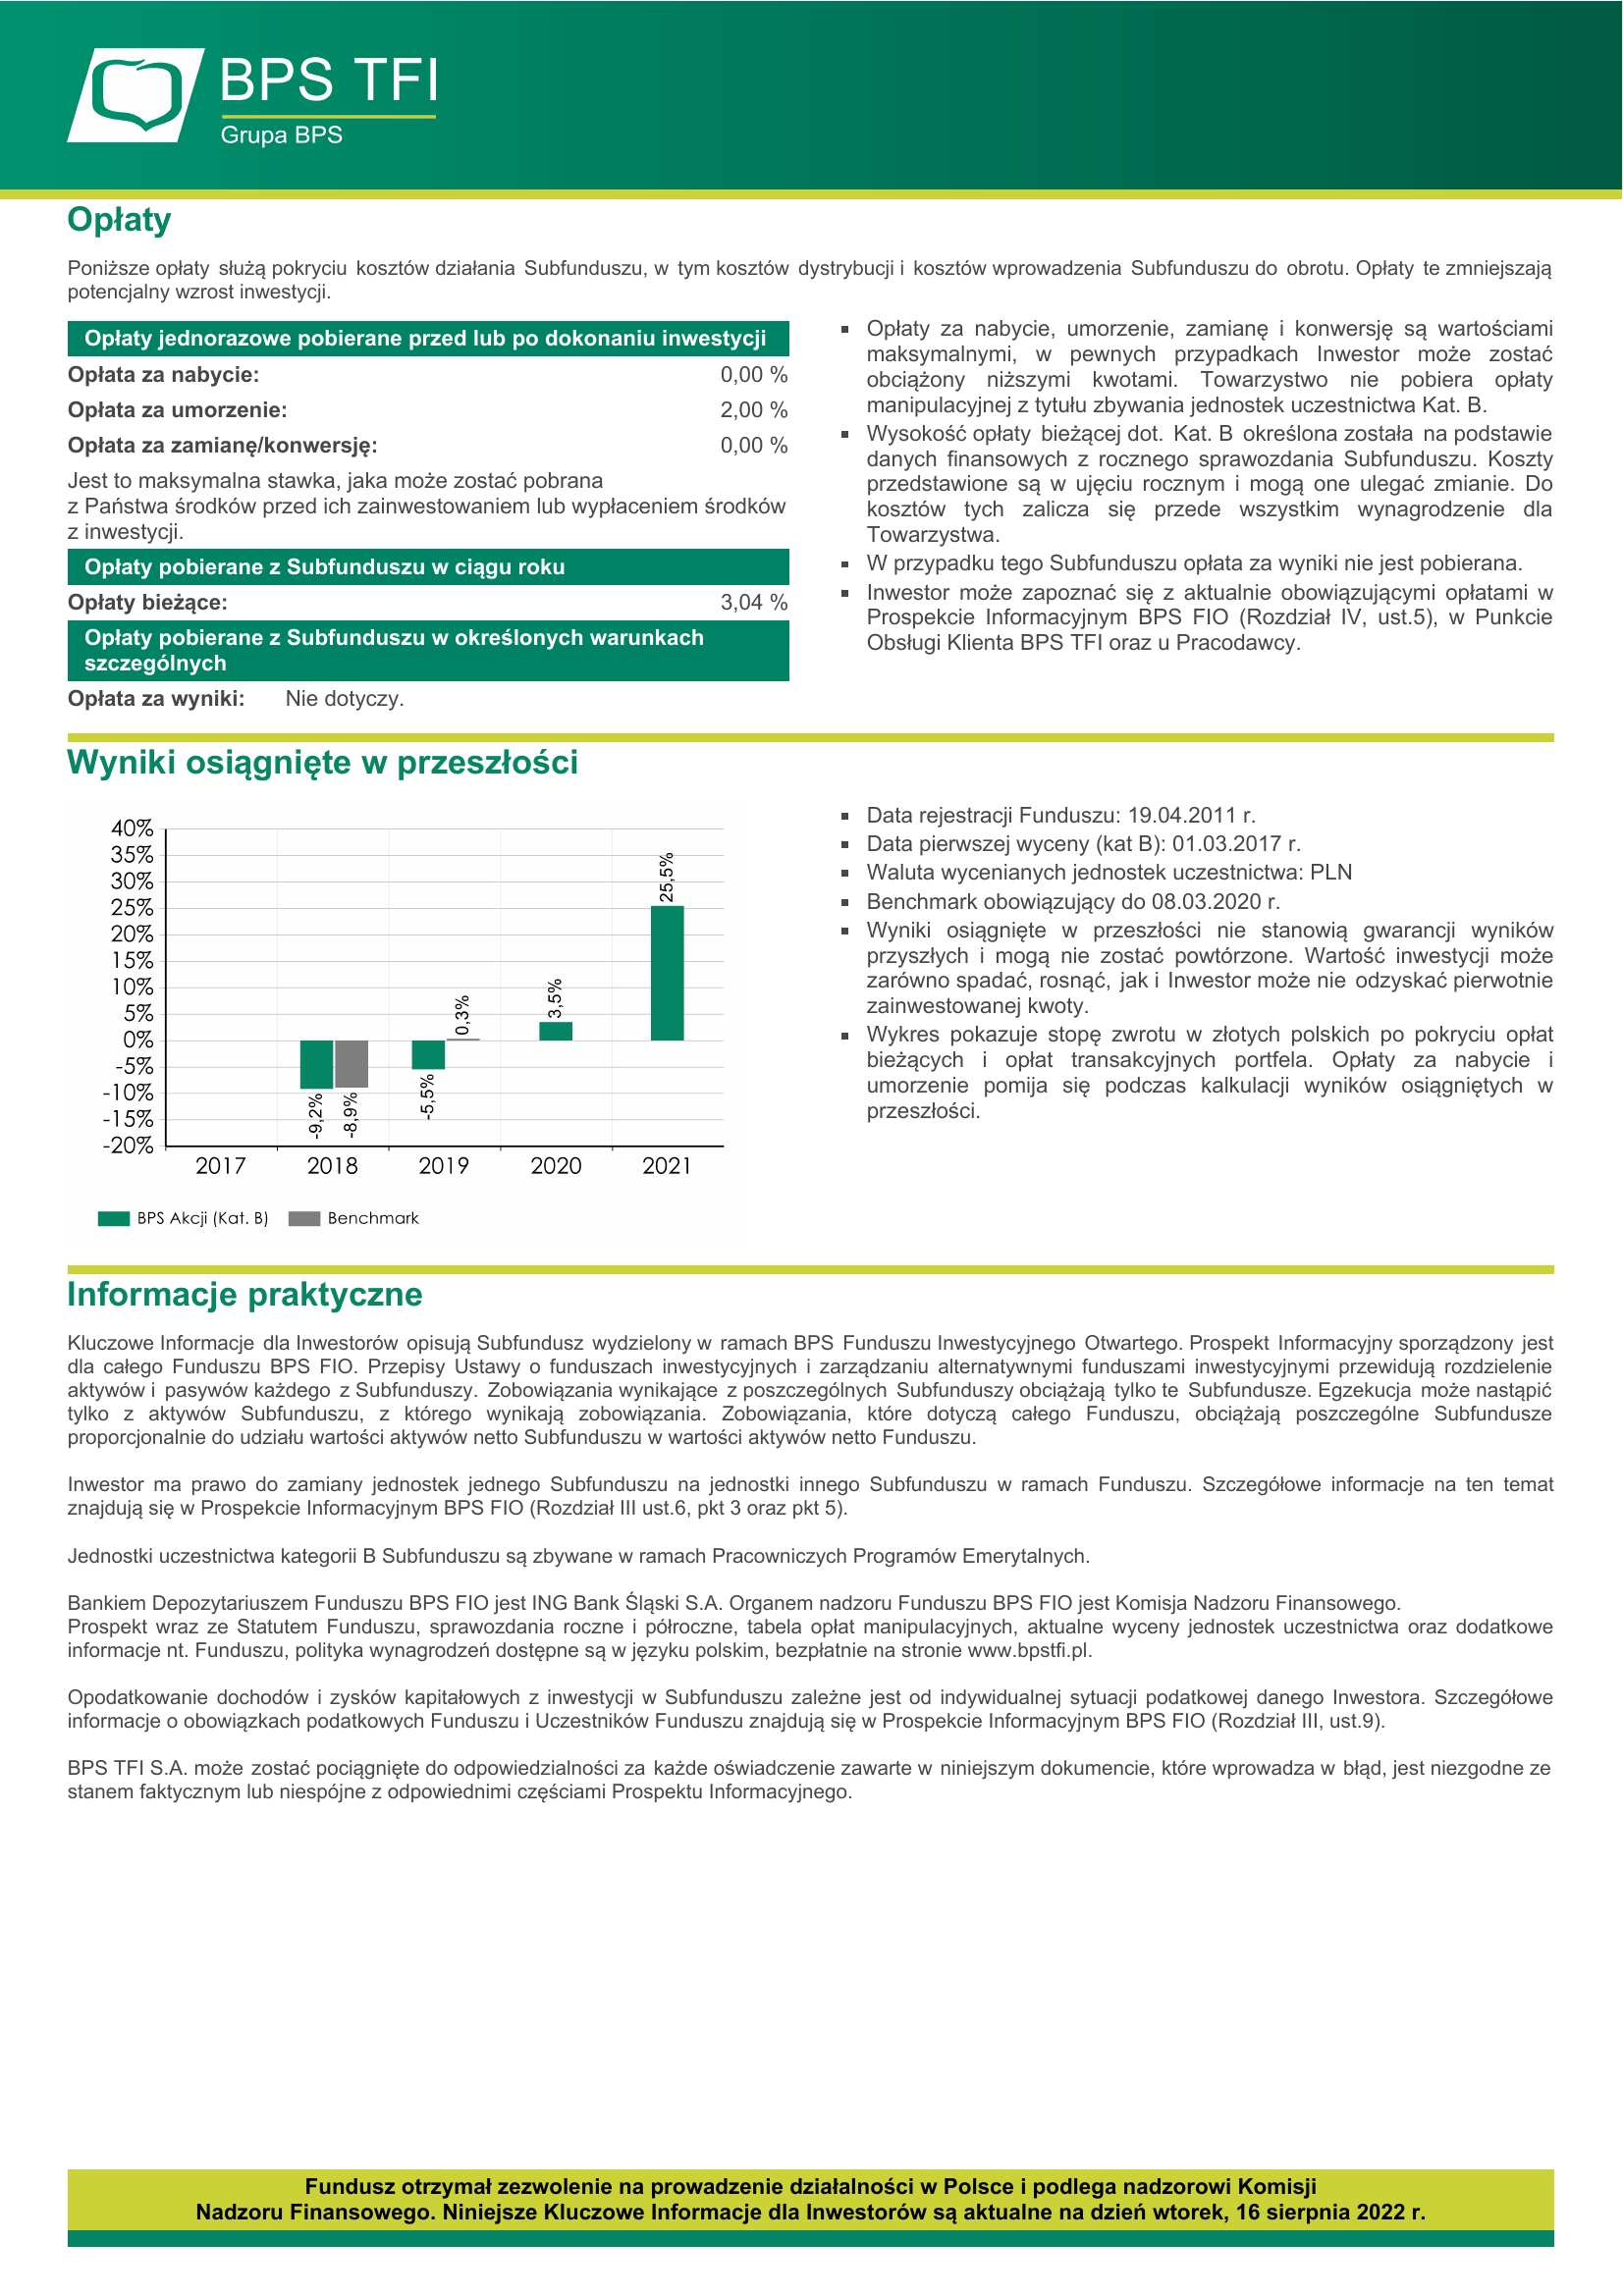 BPS TFI
Grupa BPS
Opłaty
Poniższe opłaty służą pokryciu kosztów działania Subfunduszu, w tym kosztów dystrybucji i kosztów wprowadzenia Subfunduszu do obrotu. Opłaty te zmniejszają
potencjalny wzrost inwestycji.
Opłaty jednorazowe pobierane przed lub po dokonaniu inwestycji
Opłata za nabycie: 0,00 %
Opłata za umorzenie: 2,00 %
Opłata za zamianę/konwersję: 0,00 %
Jest to maksymalna stawka, jaka może zostać pobrana
z Państwa środków przed ich zainwestowaniem lub wypłaceniem środków
z inwestycji.
Opłaty pobierane z Subfunduszu w ciągu roku
Opłaty bieżące: 3,04 %
Opłaty pobierane z Subfunduszu w określonych warunkach
szczególnych
Opłata za wyniki: Nie dotyczy.
▪ Opłaty za nabycie, umorzenie, zamianę i konwersję są wartościami
maksymalnymi, w pewnych przypadkach Inwestor może zostać
obciążony niższymi kwotami. Towarzystwo nie pobiera opłaty
manipulacyjnej z tytułu zbywania jednostek uczestnictwa Kat. B.
▪ Wysokość opłaty bieżącej dot. Kat. B określona została na podstawie
danych finansowych z rocznego sprawozdania Subfunduszu. Koszty
przedstawione są w ujęciu rocznym i mogą one ulegać zmianie. Do
kosztów tych zalicza się przede wszystkim wynagrodzenie dla
Towarzystwa.
▪ W przypadku tego Subfunduszu opłata za wyniki nie jest pobierana.
▪ Inwestor może zapoznać się z aktualnie obowiązującymi opłatami w
Prospekcie Informacyjnym BPS FIO (Rozdział IV, ust.5), w Punkcie
Obsługi Klienta BPS TFI oraz u Pracodawcy.
Wyniki osiągnięte w przeszłości
40%
35%
30%
25%
20%
15%
10%
5%
0%
-5%
-10%
-15%
-20%
-9,2%
-8,9%
-5,5%
0,3%
3,5%
25,5%
2017 2018 2019 2020 2021
BPS Akcji (Kat. B) Benchmark
▪ Data rejestracji Funduszu: 19.04.2011 r.
▪ Data pierwszej wyceny (kat B): 01.03.2017 r.
▪ Waluta wycenianych jednostek uczestnictwa: PLN
▪ Benchmark obowiązujący do 08.03.2020 r.
▪ Wyniki osiągnięte w przeszłości nie stanowią gwarancji wyników
przyszłych i mogą nie zostać powtórzone. Wartość inwestycji może
zarówno spadać, rosnąć, jak i Inwestor może nie odzyskać pierwotnie
zainwestowanej kwoty.
▪ Wykres pokazuje stopę zwrotu w złotych polskich po pokryciu opłat
bieżących i opłat transakcyjnych portfela. Opłaty za nabycie i
umorzenie pomija się podczas kalkulacji wyników osiągniętych w
przeszłości.
Informacje praktyczne
Kluczowe Informacje dla Inwestorów opisują Subfundusz wydzielony w ramach BPS Funduszu Inwestycyjnego Otwartego. Prospekt Informacyjny sporządzony jest
dla całego Funduszu BPS FIO. Przepisy Ustawy o funduszach inwestycyjnych i zarządzaniu alternatywnymi funduszami inwestycyjnymi przewidują rozdzielenie
aktywów i pasywów każdego z Subfunduszy. Zobowiązania wynikające z poszczególnych Subfunduszy obciążają tylko te Subfundusze. Egzekucja może nastąpić
tylko z aktywów Subfunduszu, z którego wynikają zobowiązania. Zobowiązania, które dotyczą całego Funduszu, obciążają poszczególne Subfundusze
proporcjonalnie do udziału wartości aktywów netto Subfunduszu w wartości aktywów netto Funduszu.
Inwestor ma prawo do zamiany jednostek jednego Subfunduszu na jednostki innego Subfunduszu w ramach Funduszu. Szczegółowe informacje na ten temat
znajdują się w Prospekcie Informacyjnym BPS FIO (Rozdział III ust.6, pkt 3 oraz pkt 5).
Jednostki uczestnictwa kategorii B Subfunduszu są zbywane w ramach Pracowniczych Programów Emerytalnych.
Bankiem Depozytariuszem Funduszu BPS FIO jest ING Bank Śląski S.A. Organem nadzoru Funduszu BPS FIO jest Komisja Nadzoru Finansowego.
Prospekt wraz ze Statutem Funduszu, sprawozdania roczne i półroczne, tabela opłat manipulacyjnych, aktualne wyceny jednostek uczestnictwa oraz dodatkowe
informacje nt. Funduszu, polityka wynagrodzeń dostępne są w języku polskim, bezpłatnie na stronie www.bpstfi.pl.
Opodatkowanie dochodów i zysków kapitałowych z inwestycji w Subfunduszu zależne jest od indywidualnej sytuacji podatkowej danego Inwestora. Szczegółowe
informacje o obowiązkach podatkowych Funduszu i Uczestników Funduszu znajdują się w Prospekcie Informacyjnym BPS FIO (Rozdział III, ust.9).
BPS TFI S.A. może zostać pociągnięte do odpowiedzialności za każde oświadczenie zawarte w niniejszym dokumencie, które wprowadza w błąd, jest niezgodne ze
stanem faktycznym lub niespójne z odpowiednimi częściami Prospektu Informacyjnego.
Fundusz otrzymał zezwolenie na prowadzenie działalności w Polsce i podlega nadzorowi Komisji
Nadzoru Finansowego. Niniejsze Kluczowe Informacje dla Inwestorów są aktualne na dzień wtorek, 16 sierpnia 2022 r.